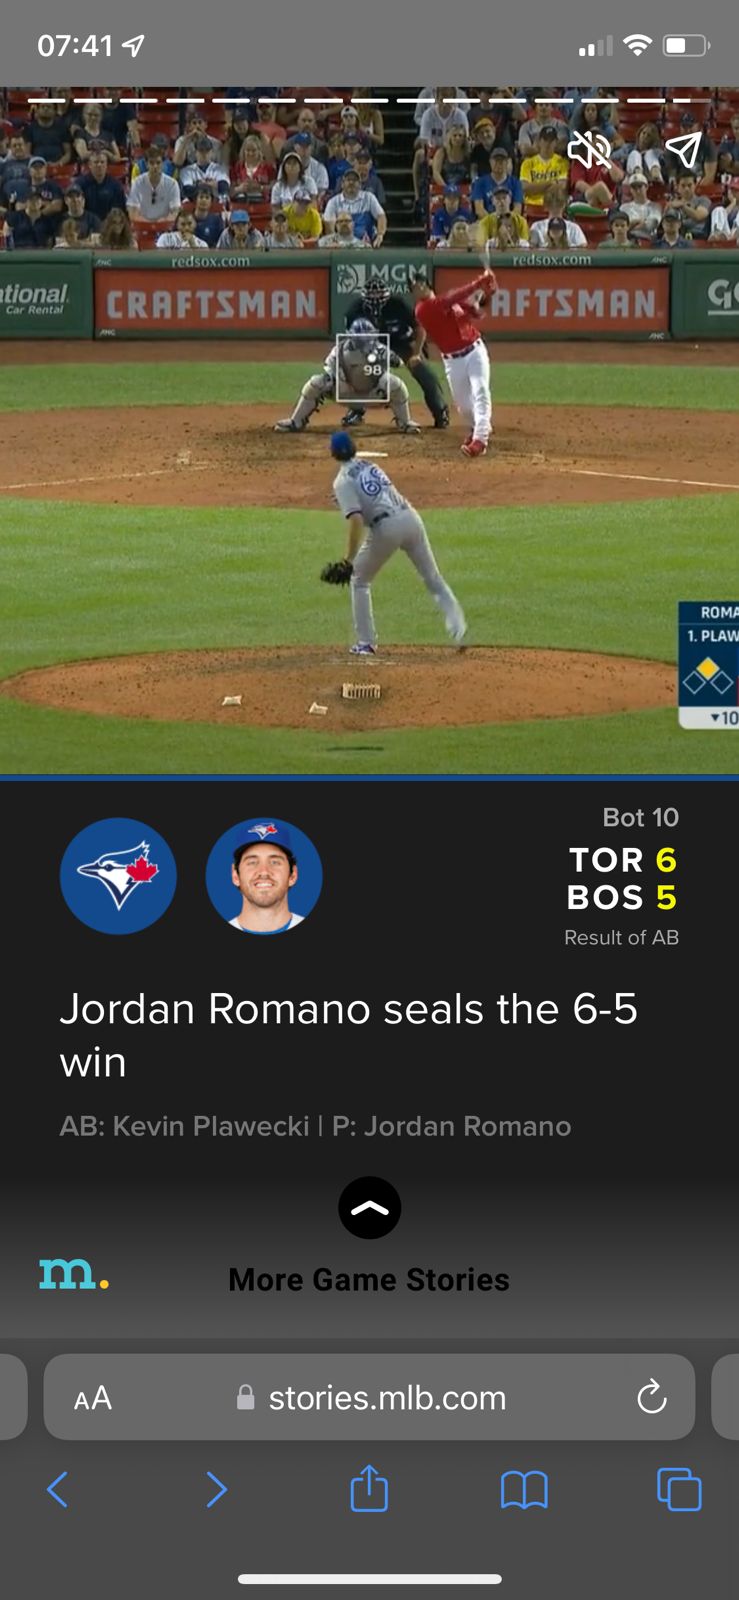 07:41
redsox.com
redsox.com
MGM
CRAFTSMAN
AFTSMAN
ational
Car Rental
98
68
ROMA
1. PLAW
▼10
Bot 10
TOR 6
BOS 5
Result of AB
Jordan Romano seals the 6-5
win
AB: Kevin Plawecki | P: Jordan Romano
m.
More Game Stories
AA stories.mlb.com